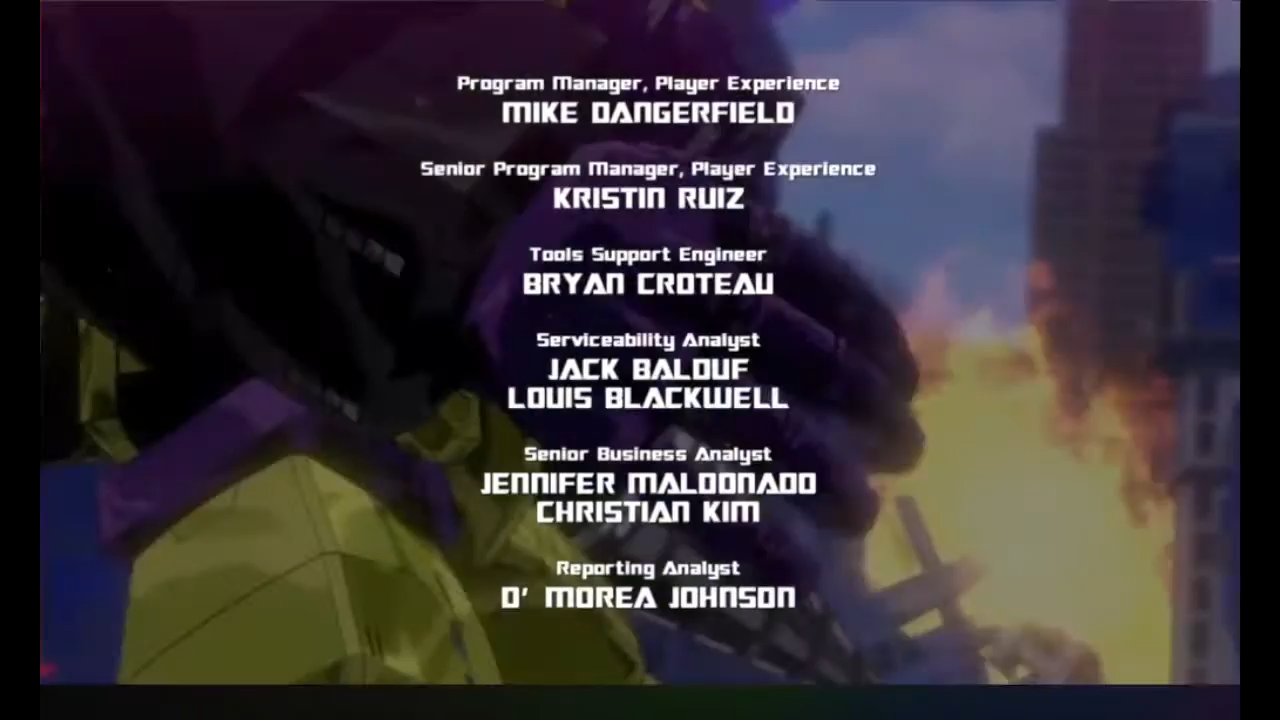 Program Manager, Player Experience
MIKE DANGERFIELD
Senior Program Manager, Player Experience
KRISTIN RUIZ
Tools Support Engineer
BRYAN CROTEAU
Serviceability Analyst
JACK BALOUF
LOUIS BLACKWELL
Senior Business Analyst
JENNIFER MALDONADO
CHRISTIAN KIM
Reporting Analyst
D' MOREA JOHNSON